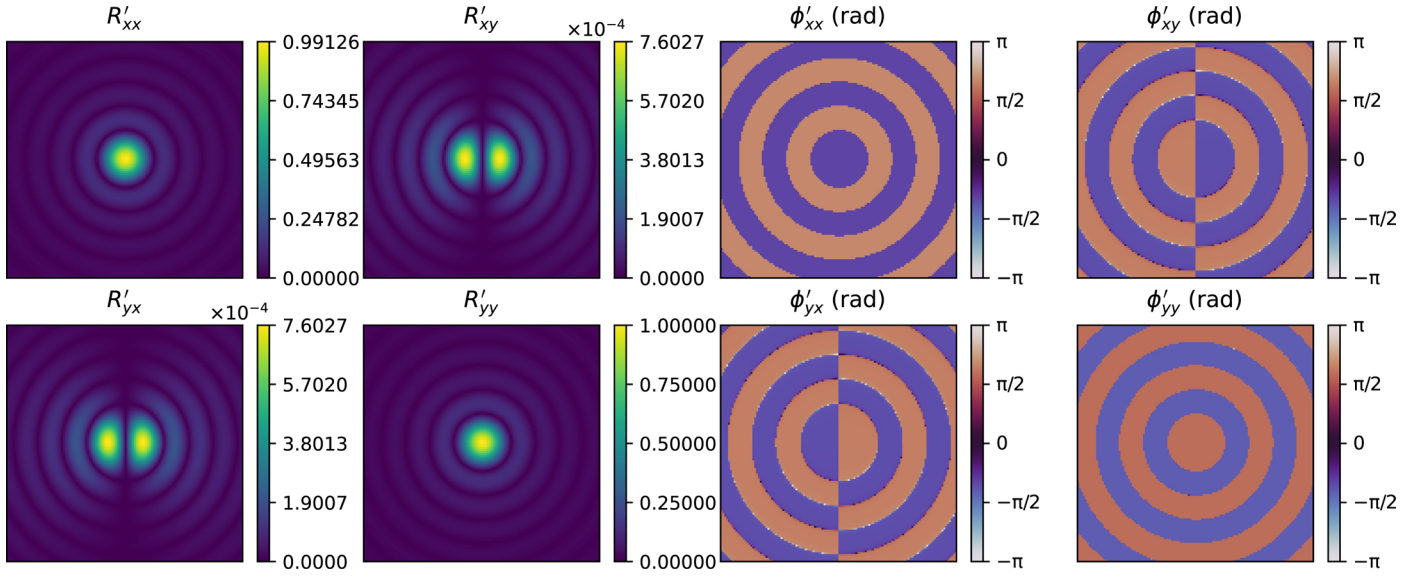 R′xx
0.99126
0.74345
0.49563
0.24782
0.00000
R′xy
×10−4
7.6027
5.7020
3.8013
1.9007
0.0000
ϕ′xx (rad)
π
π/2
0
−π/2
−π
ϕ′xy (rad)
π
π/2
0
−π/2
−π
R′yx
×10−4
7.6027
5.7020
3.8013
1.9007
0.0000
R′yy
1.00000
0.75000
0.50000
0.25000
0.00000
ϕ′yx (rad)
π
π/2
0
−π/2
−π
ϕ′yy (rad)
π
π/2
0
−π/2
−π